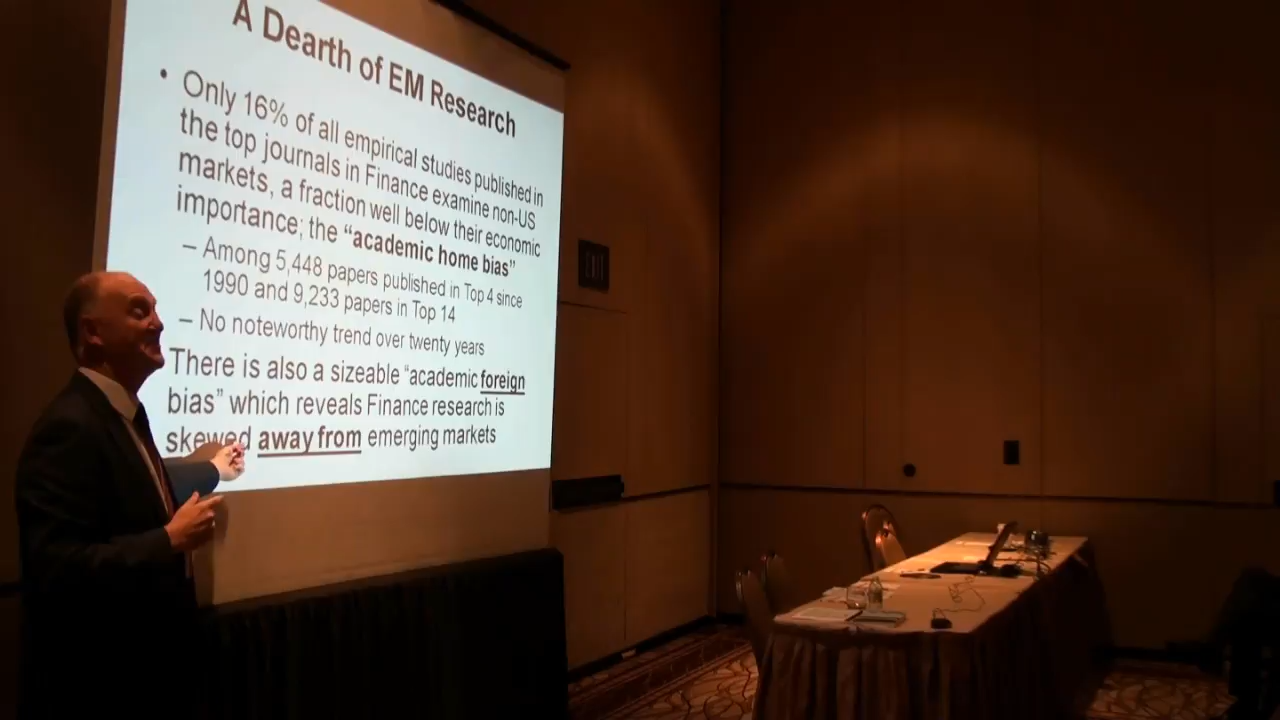 A Dearth of EM Research
• Only 16% of all empirical studies published in
the top journals in Finance examine non-US
markets, a fraction well below their economic
importance; the “academic home bias”
– Among 5,448 papers published in Top 4 since
1990 and 9,233 papers in Top 14
– No noteworthy trend over twenty years
There is also a sizeable “academic foreign
bias” which reveals Finance research is
skewed away from emerging markets